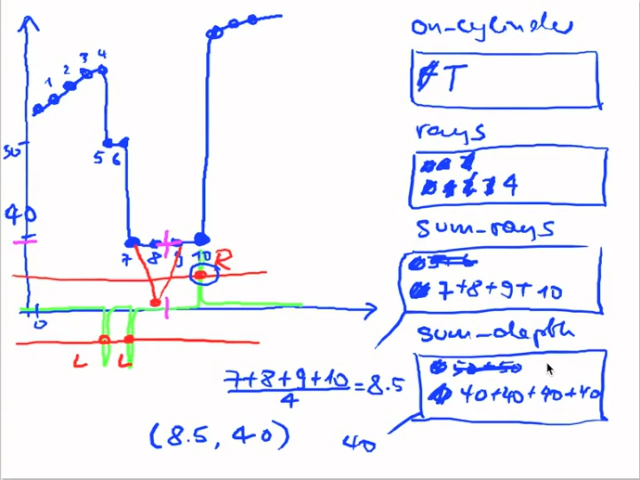 on-cylinder
T
rays
4
sum-rays
7+8+9+10
sum-depth
40+40+40+40
1 2 3 4
50
5 6
40
7 8 9 10
R
0
L L
7+8+9+10
4
=8.5
(8.5, 40)
40